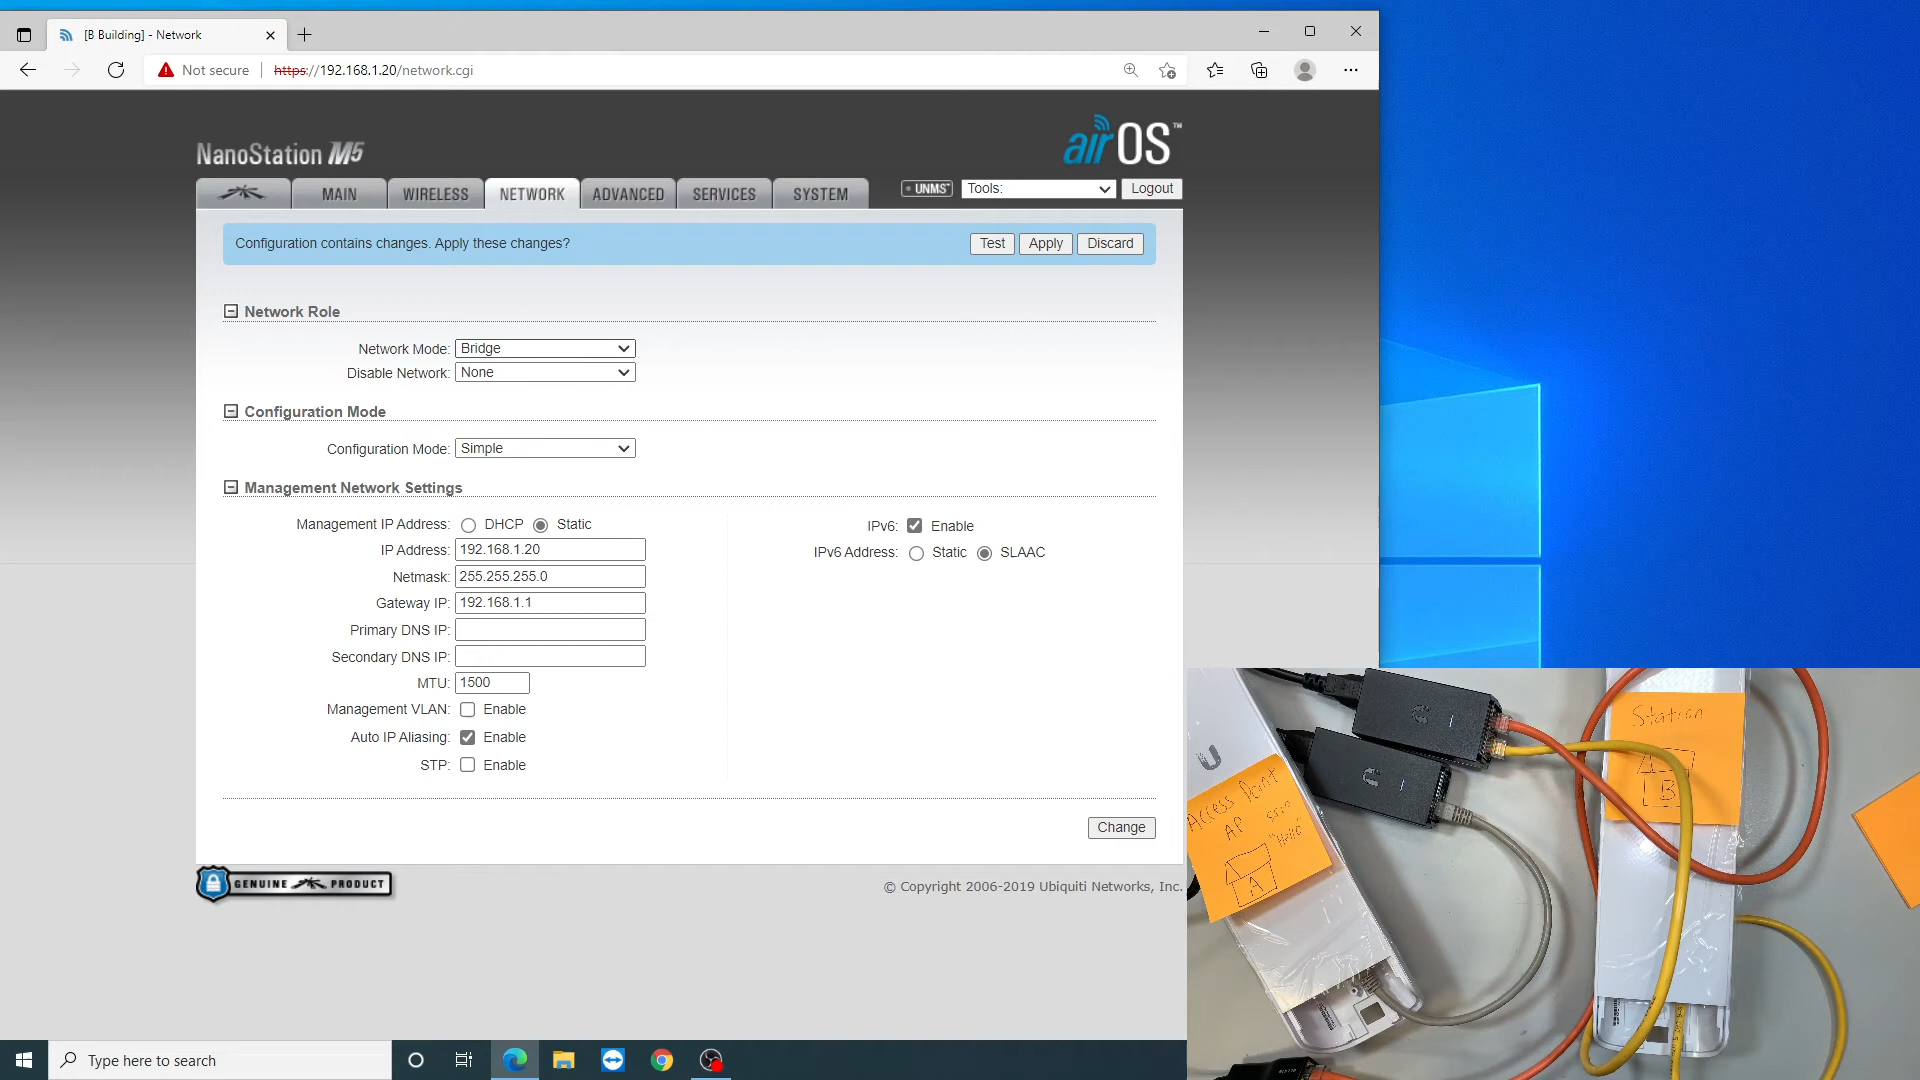 [B Building] - Network
Not secure
https://192.168.1.20/network.cgi
NanoStation M5
airOS™
MAIN
WIRELESS
NETWORK
ADVANCED
SERVICES
SYSTEM
UNMS™
Tools:
Logout
Configuration contains changes. Apply these changes?
Test
Apply
Discard
Network Role
Network Mode: Bridge
Disable Network: None
Configuration Mode
Configuration Mode: Simple
Management Network Settings
Management IP Address: DHCP Static
IP Address: 192.168.1.20
Netmask: 255.255.255.0
Gateway IP: 192.168.1.1
Primary DNS IP:
Secondary DNS IP:
MTU: 1500
Management VLAN: Enable
Auto IP Aliasing: Enable
STP: Enable
IPv6: Enable
IPv6 Address: Static SLAAC
Change
GENUINE PRODUCT
© Copyright 2006-2019 Ubiquiti Networks, Inc.
Type here to search
Access Point
AP
SSID
"Hello"
A
Station
B